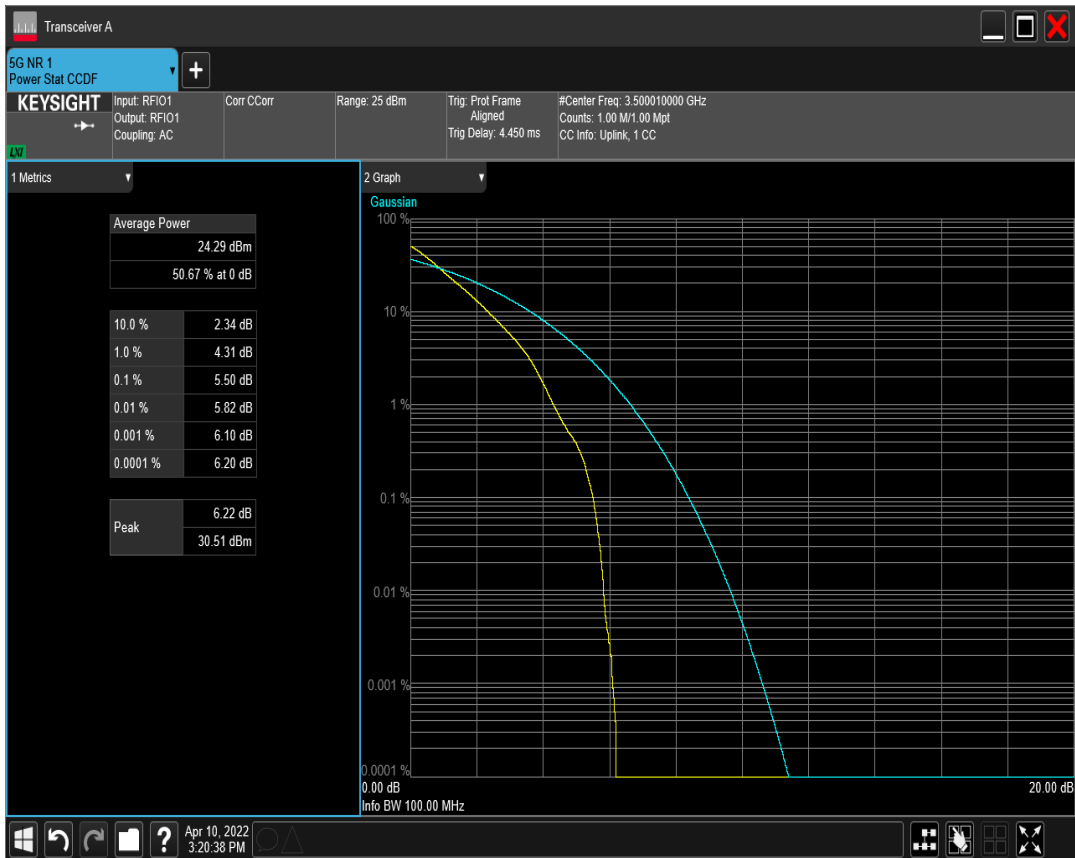 Transceiver A
5G NR 1
Power Stat CCDF
+
KEYSIGHT
LXI
Input: RFIO1
Output: RFIO1
Coupling: AC
Corr CCorr
Range: 25 dBm
Trig: Prot Frame
Aligned
Trig Delay: 4.450 ms
#Center Freq: 3.500010000 GHz
Counts: 1.00 M/1.00 Mpt
CC Info: Uplink, 1 CC
1 Metrics
Average Power
24.29 dBm
50.67 % at 0 dB
10.0 % 2.34 dB
1.0 % 4.31 dB
0.1 % 5.50 dB
0.01 % 5.82 dB
0.001 % 6.10 dB
0.0001 % 6.20 dB
Peak
6.22 dB
30.51 dBm
2 Graph
Gaussian
100 %
10 %
1 %
0.1 %
0.01 %
0.001 %
0.0001 %
0.00 dB 20.00 dB
Info BW 100.00 MHz
?
Apr 10, 2022
3:20:38 PM